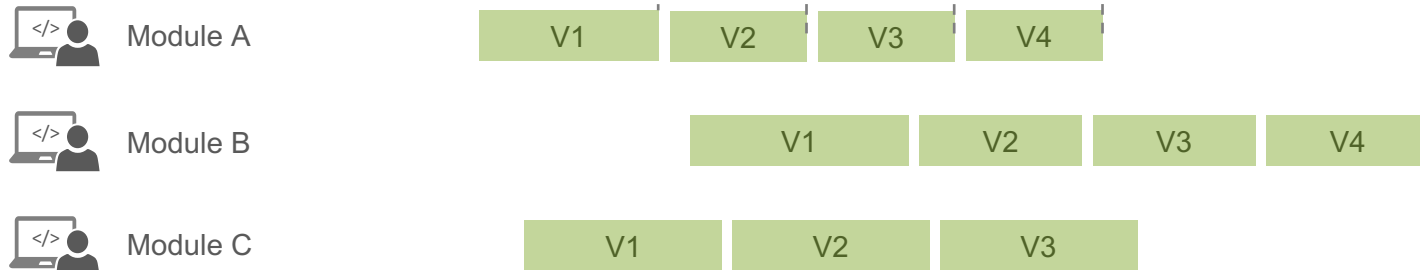 </> Module A V1 V2 V3 V4
</> Module B V1 V2 V3 V4
</> Module C V1 V2 V3